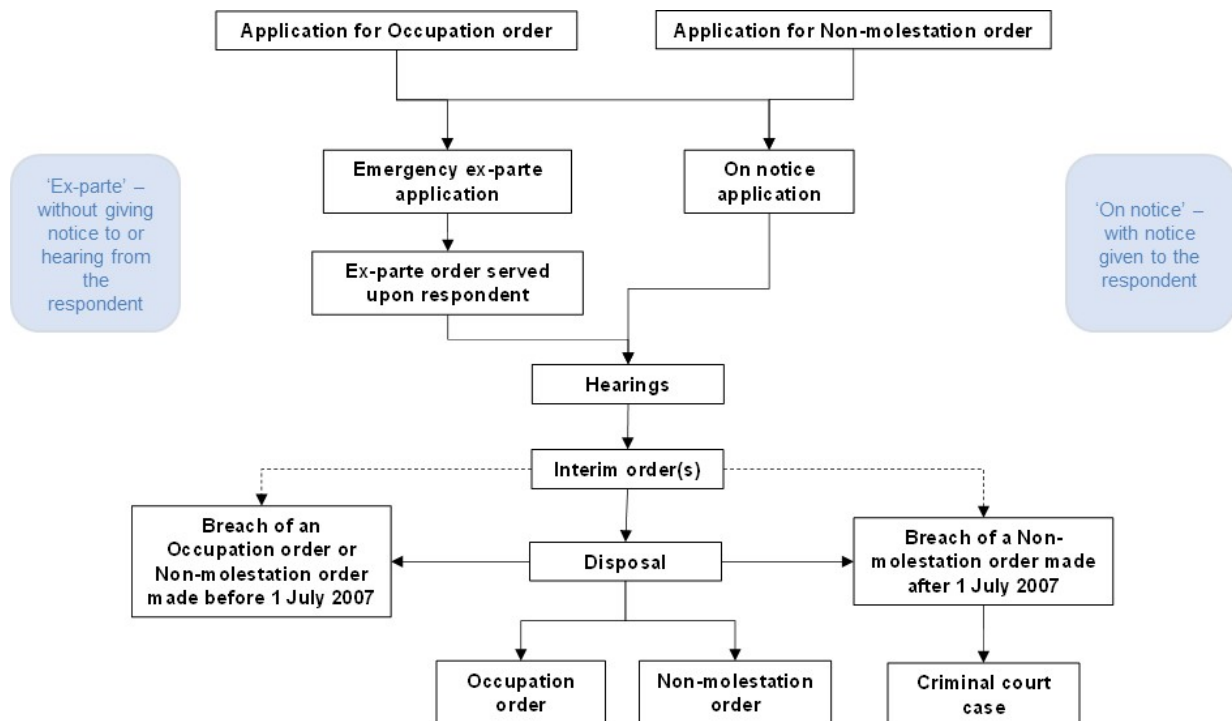 Application for Occupation order
Application for Non-molestation order
Emergency ex-parte
application
On notice
application
'Ex-parte' –
without giving
notice to or
hearing from
the
respondent
'On notice' –
with notice
given to the
respondent
Ex-parte order served
upon respondent
Hearings
Interim order(s)
Breach of an
Occupation order or
Non-molestation order
made before 1 July 2007
Disposal
Breach of a Non-
molestation order made
after 1 July 2007
Occupation
order
Non-molestation
order
Criminal court
case